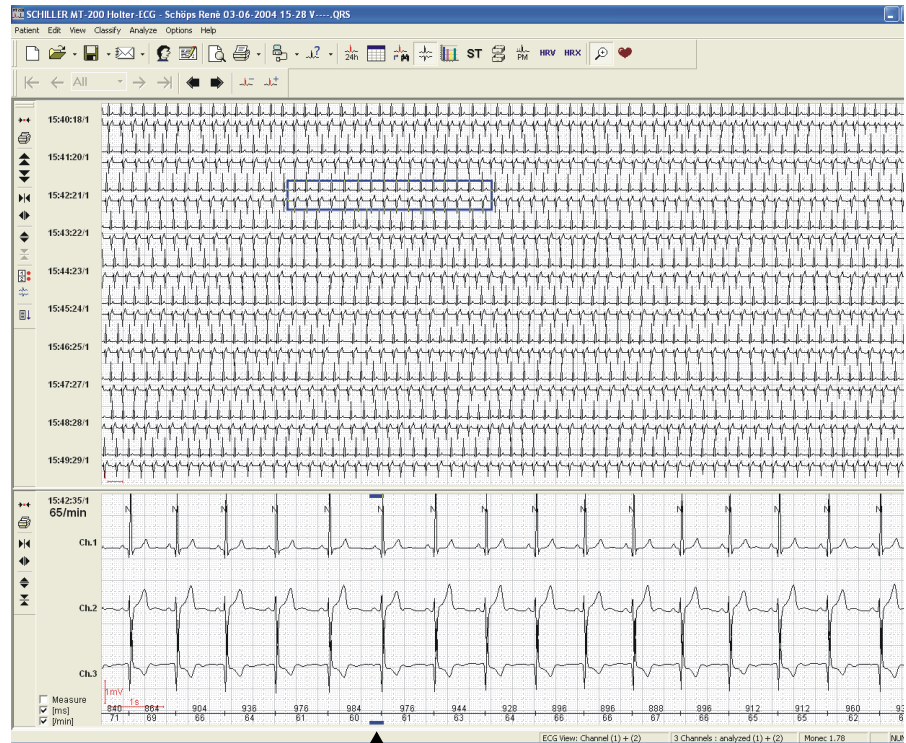 SCHILLER MT-200 Holter-ECG - Schöps Renè 03-06-2004 15-28 V----.QRS
Patient Edit View Classify Analyze Options Help
24h ST PM HRV HRX
All
15:40:18/1
15:41:20/1
15:42:21/1
15:43:22/1
15:44:23/1
15:45:24/1
15:46:25/1
15:47:27/1
15:48:28/1
15:49:29/1
15:42:35/1
65/min
N N N N N N N N N N N N N N N
Ch.1
Ch.2
Ch.3
1mV
1s
Measure
[ms] 840 864 904 936 976 984 976 944 928 896 896 888 896 912 912 960
[/min] 71 69 66 64 61 60 61 63 64 66 66 67 66 65 65 62
ECG View: Channel (1) + (2) 3 Channels : analyzed (1) + (2) Monec 1.78